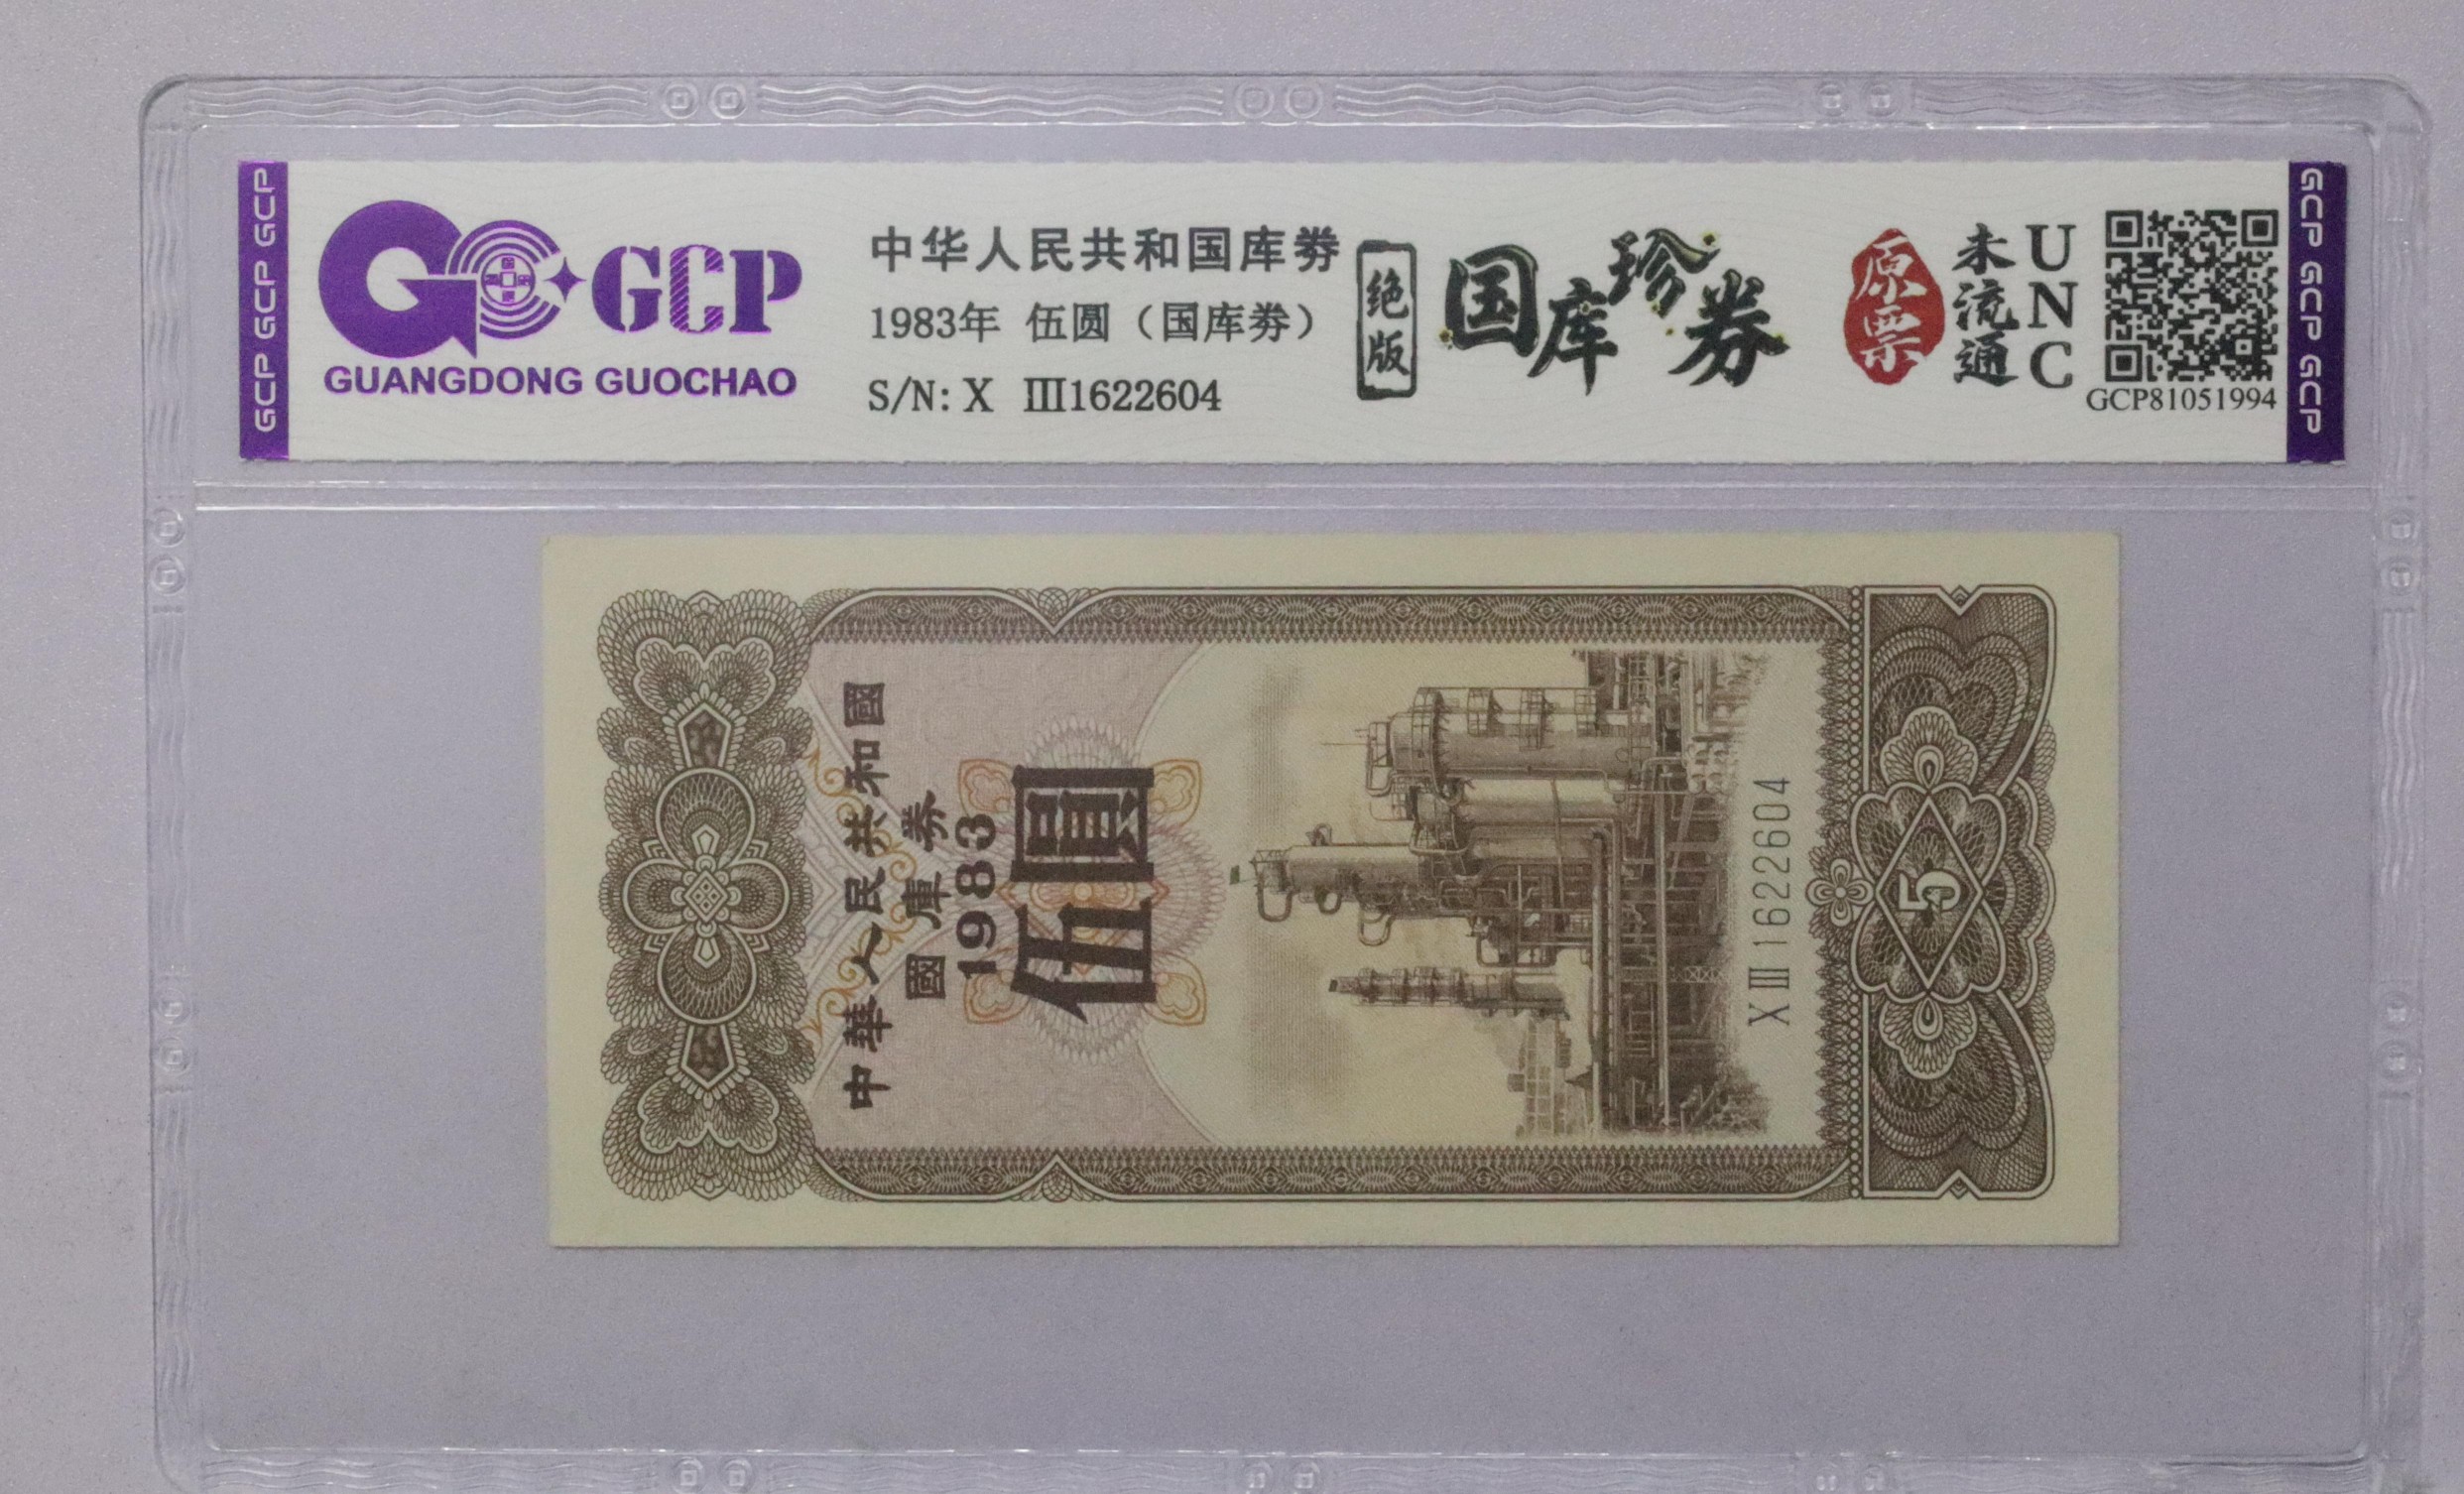 GCP GCP GCP
GCP
GUANGDONG GUOCHAO
中华人民共和国库券
1983年 伍圆（国库券）
S/N: X Ⅲ1622604
绝版
国库珍券
原票
未流通
UNC
GCP81051994
GCP GCP GCP
中華人民共和國
國庫券
1983
伍圓
X Ⅲ 1622604
5